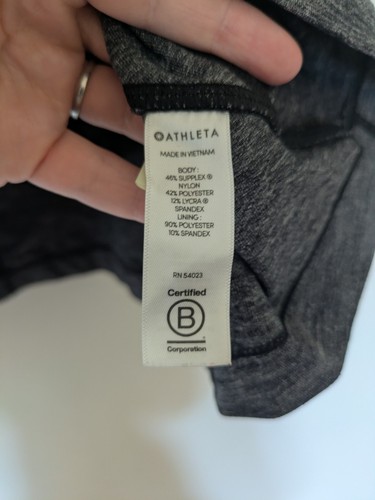 ATHLETA
MADE IN VIETNAM
BODY :
46% SUPPLEX ®
NYLON
42% POLYESTER
12% LYCRA ®
SPANDEX
LINING :
90% POLYESTER
10% SPANDEX
RN 54023
Certified
B
Corporation